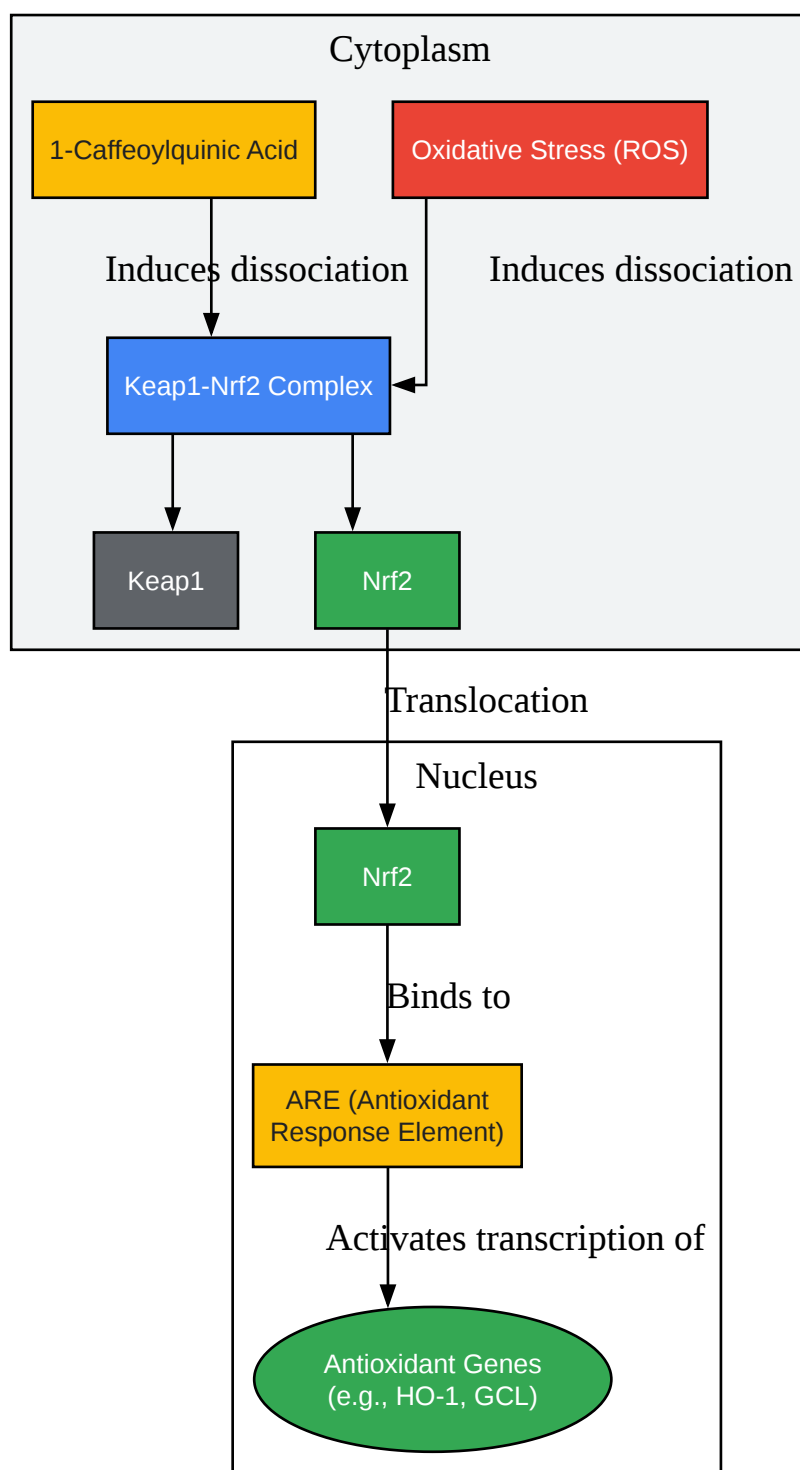 Cytoplasm
1-Caffeoylquinic Acid
Oxidative Stress (ROS)
Induces dissociation
Induces dissociation
Keap1-Nrf2 Complex
Keap1
Nrf2
Translocation
Nucleus
Nrf2
Binds to
ARE (Antioxidant
Response Element)
Activates transcription of
Antioxidant Genes
(e.g., HO-1, GCL)